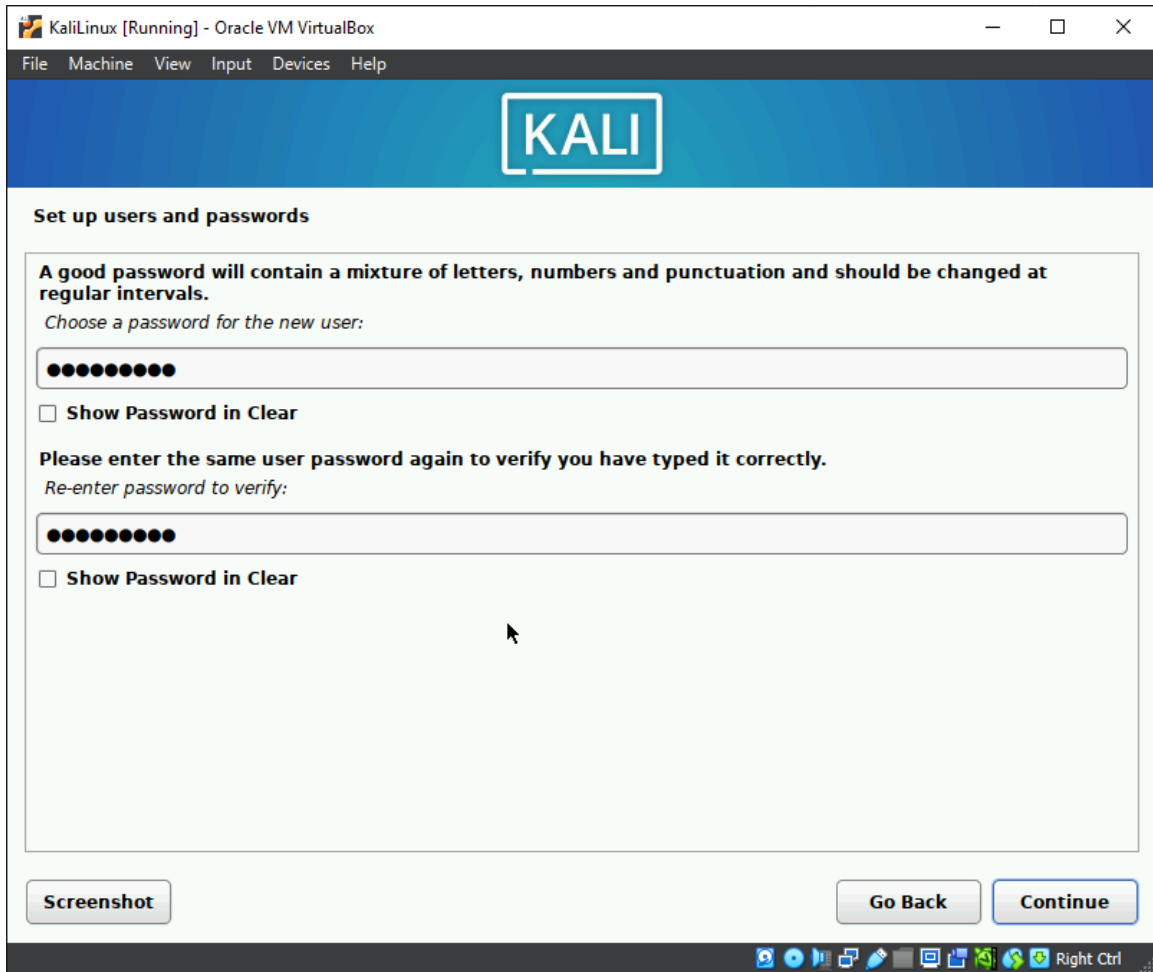 KaliLinux [Running] - Oracle VM VirtualBox
File Machine View Input Devices Help
KALI
Set up users and passwords
A good password will contain a mixture of letters, numbers and punctuation and should be changed at
regular intervals.
Choose a password for the new user:
●●●●●●●●●
Show Password in Clear
Please enter the same user password again to verify you have typed it correctly.
Re-enter password to verify:
●●●●●●●●●
Show Password in Clear
Screenshot Go Back Continue
Right Ctrl